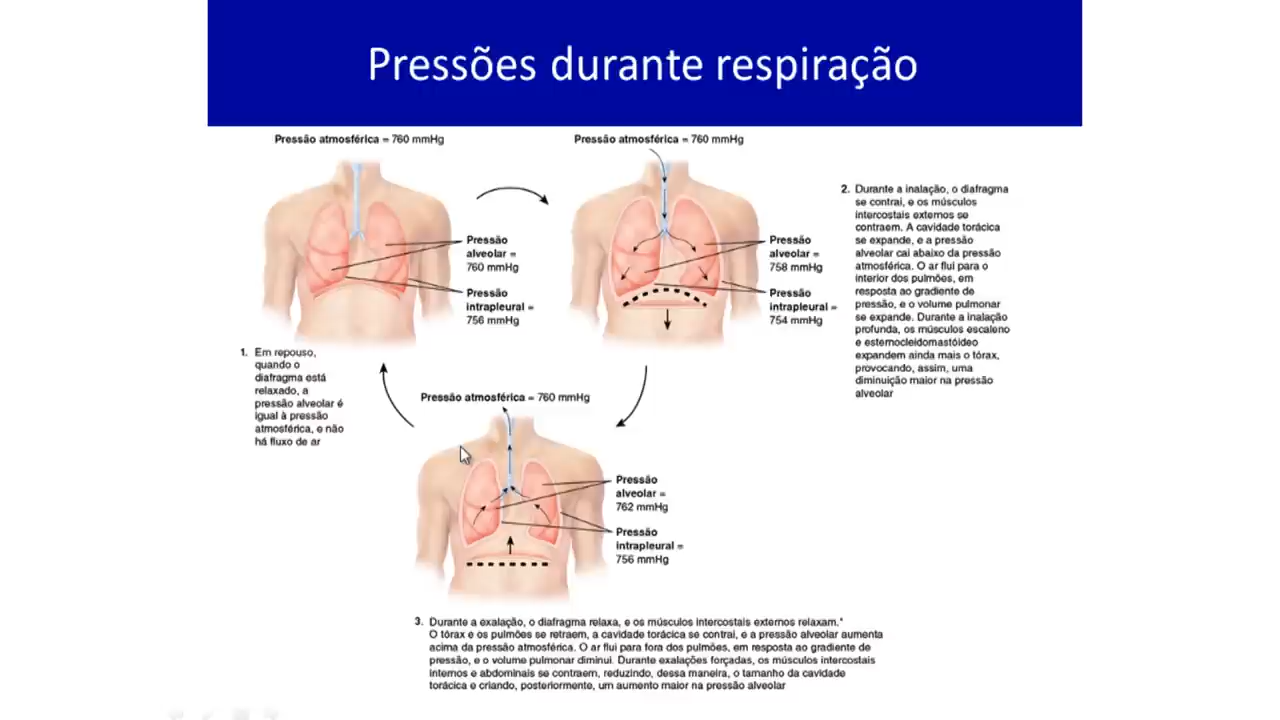 Pressões durante respiração
Pressão atmosférica = 760 mmHg
Pressão
alveolar =
760 mmHg
Pressão
intrapleural =
756 mmHg
1. Em repouso,
quando o
diafragma está
relaxado, a
pressão alveolar é
igual à pressão
atmosférica, e não
há fluxo de ar
Pressão atmosférica = 760 mmHg
Pressão
alveolar =
758 mmHg
Pressão
intrapleural =
754 mmHg
2. Durante a inalação, o diafragma
se contrai, e os músculos
intercostais externos se
contraem. A cavidade torácica
se expande, e a pressão
alveolar cai abaixo da pressão
atmosférica. O ar flui para o
interior dos pulmões, em
resposta ao gradiente de
pressão, e o volume pulmonar
se expande. Durante a inalação
profunda, os músculos escaleno
e esternocleidomastóideo
expandem ainda mais o tórax,
provocando, assim, uma
diminuição maior na pressão
alveolar
Pressão atmosférica = 760 mmHg
Pressão
alveolar =
762 mmHg
Pressão
intrapleural =
756 mmHg
3. Durante a exalação, o diafragma relaxa, e os músculos intercostais externos relaxam.*
O tórax e os pulmões se retraem, a cavidade torácica se contrai, e a pressão alveolar aumenta
acima da pressão atmosférica. O ar flui para fora dos pulmões, em resposta ao gradiente de
pressão, e o volume pulmonar diminui. Durante exalações forçadas, os músculos intercostais
internos e abdominais se contraem, reduzindo, dessa maneira, o tamanho da cavidade
torácica e criando, posteriormente, um aumento maior na pressão alveolar